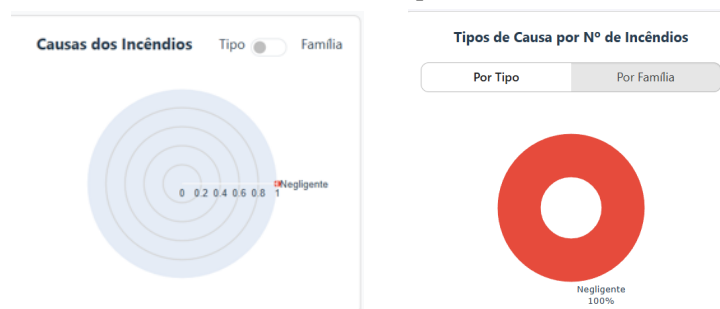 Causas dos Incêndios Tipo Família
Negligente
0 0.2 0.4 0.6 0.8 1
Tipos de Causa por Nº de Incêndios
Por Tipo Por Família
Negligente
100%